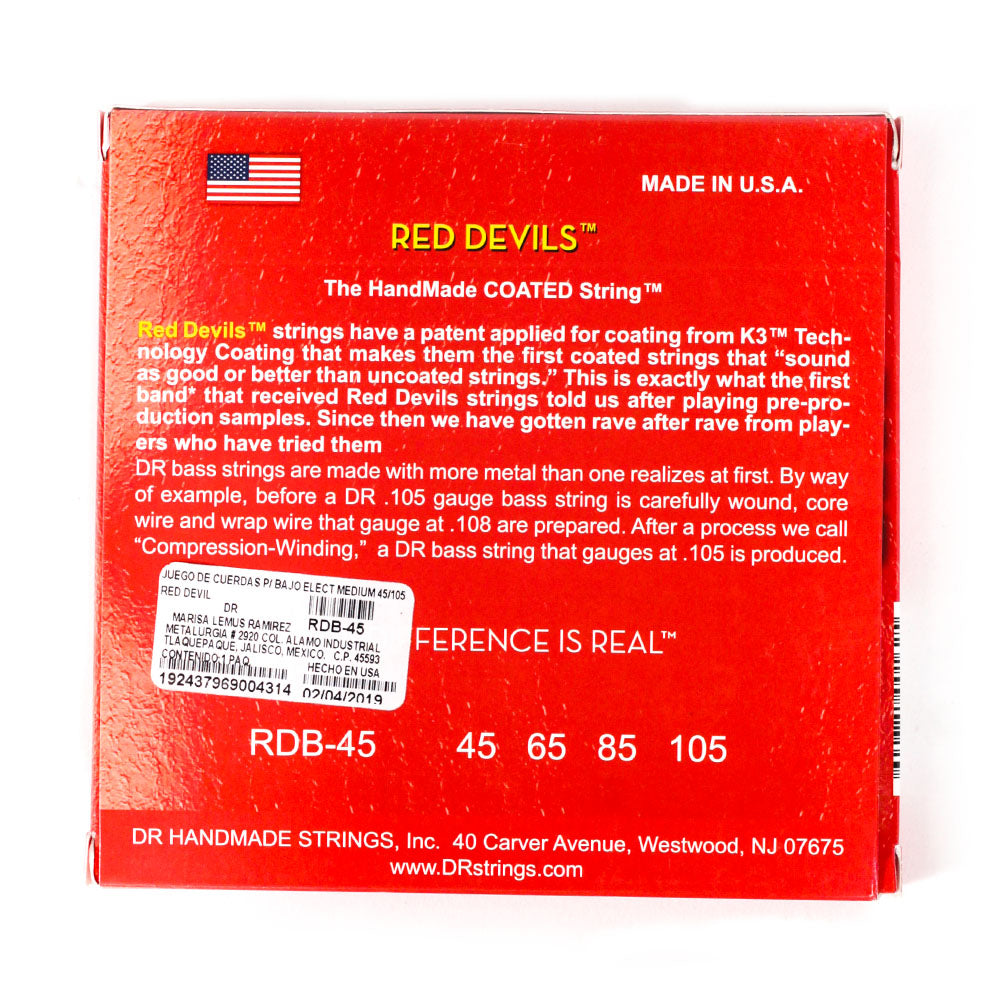 MADE IN U.S.A.
RED DEVILS™
The HandMade COATED String™
Red Devils™ strings have a patent applied for coating from K3™ Tech-
nology Coating that makes them the first coated strings that “sound
as good or better than uncoated strings.” This is exactly what the first
band* that received Red Devils strings told us after playing pre-pro-
duction samples. Since then we have gotten rave after rave from play-
ers who have tried them
DR bass strings are made with more metal than one realizes at first. By way
of example, before a DR .105 gauge bass string is carefully wound, core
wire and wrap wire that gauge at .108 are prepared. After a process we call
“Compression-Winding,” a DR bass string that gauges at .105 is produced.
JUEGO DE CUERDAS P/ BAJO ELECT MEDIUM 45/105
RED DEVIL
DR
MARISA LEMUS RAMIREZ RDB-45
METALURGIA # 2920 COL. ALAMO INDUSTRIAL
TLAQUEPAQUE, JALISCO, MEXICO. C.P. 45593
CONTENIDO:1 PAQ HECHO EN USA
192437969004314 02/04/2019
FERENCE IS REAL™
RDB-45 45 65 85 105
DR HANDMADE STRINGS, Inc. 40 Carver Avenue, Westwood, NJ 07675
www.DRstrings.com